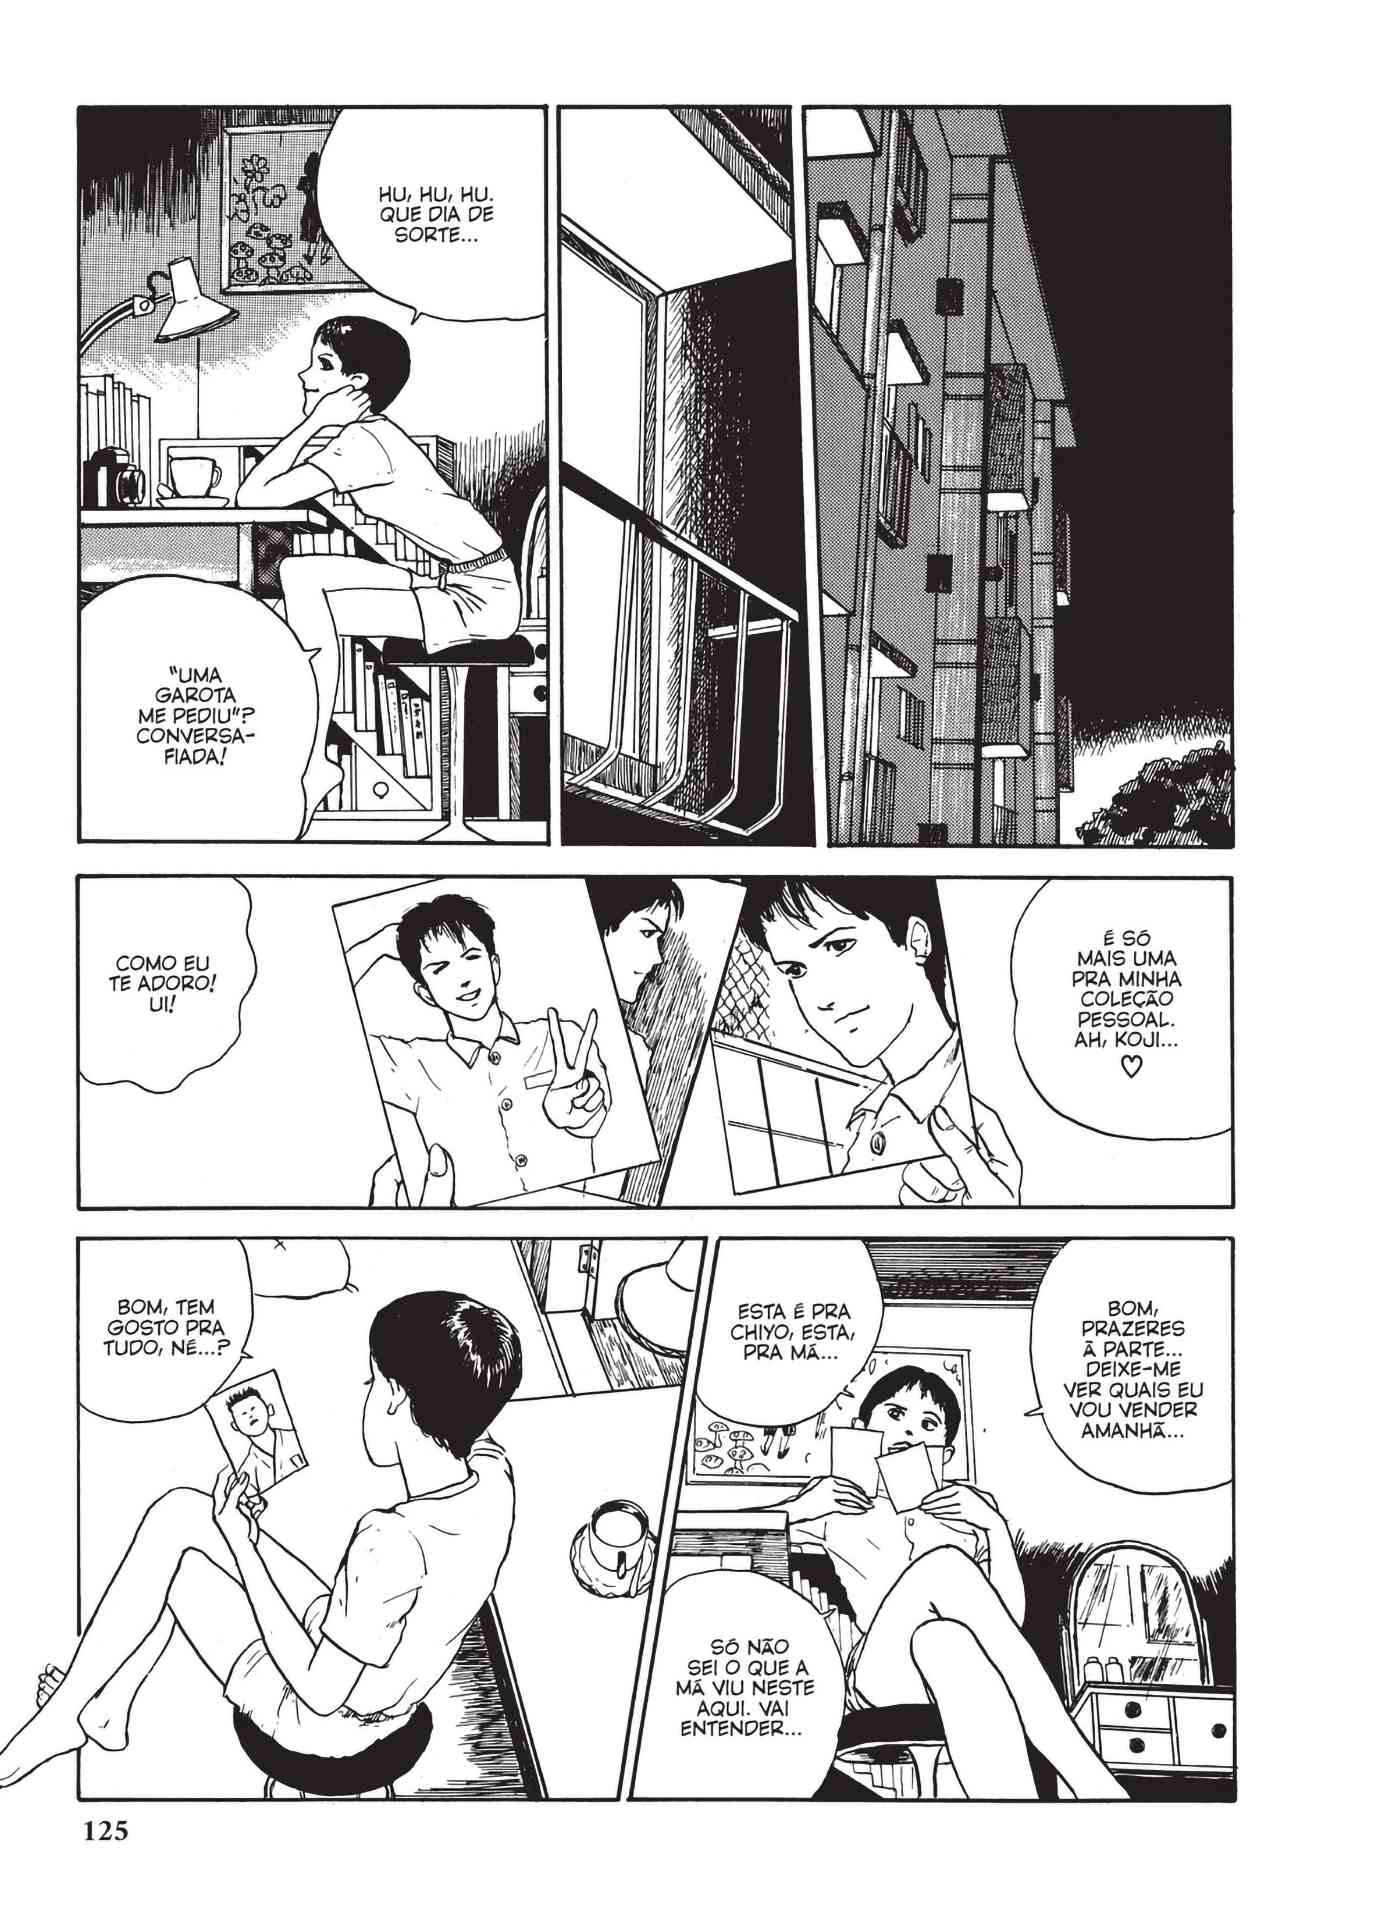 HU, HU, HU.
QUE DIA DE
SORTE...
"UMA
GAROTA
ME PEDIU"?
CONVERSA-
FIADA!
É SÓ
MAIS UMA
PRA MINHA
COLEÇÃO
PESSOAL.
AH, KOJI...
♡
COMO EU
TE ADORO!
UI!
BOM,
PRAZERES
À PARTE...
DEIXE-ME
VER QUAIS EU
VOU VENDER
AMANHÃ...
ESTA É PRA
CHIYO, ESTA,
PRA MÃ...
SÓ NÃO
SEI O QUE A
MÃ VIU NESTE
AQUI. VAI
ENTENDER...
BOM, TEM
GOSTO PRA
TUDO, NÉ...?
125